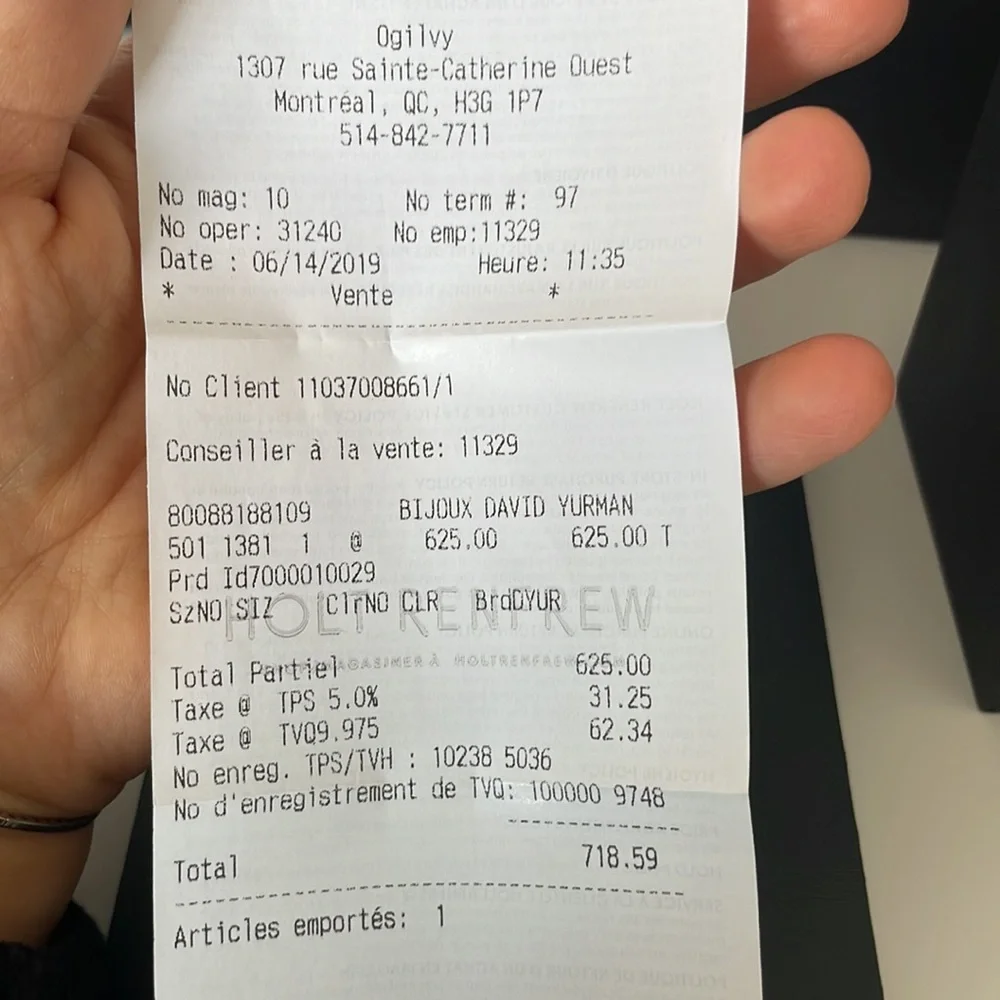 Ogilvy
1307 rue Sainte-Catherine Ouest
Montréal, QC, H3G 1P7
514-842-7711
No mag: 10 No term #: 97
No oper: 31240 No emp:11329
Date : 06/14/2019 Heure: 11:35
* Vente *
No Client 11037008661/1
Conseiller à la vente: 11329
80088188109 BIJOUX DAVID YURMAN
501 1381 1 @ 625.00 625.00 T
Prd Id7000010029
SzNO SIZ ClrNO CLR BrdDYUR
HOLT RENFREW
Total Partiel 625.00
MAGASINER À HOLTRENFREW
Taxe @ TPS 5.0% 31.25
Taxe @ TVQ9.975 62.34
No enreg. TPS/TVH : 10238 5036
No d'enregistrement de TVQ: 100000 9748
Total 718.59
Articles emportés: 1